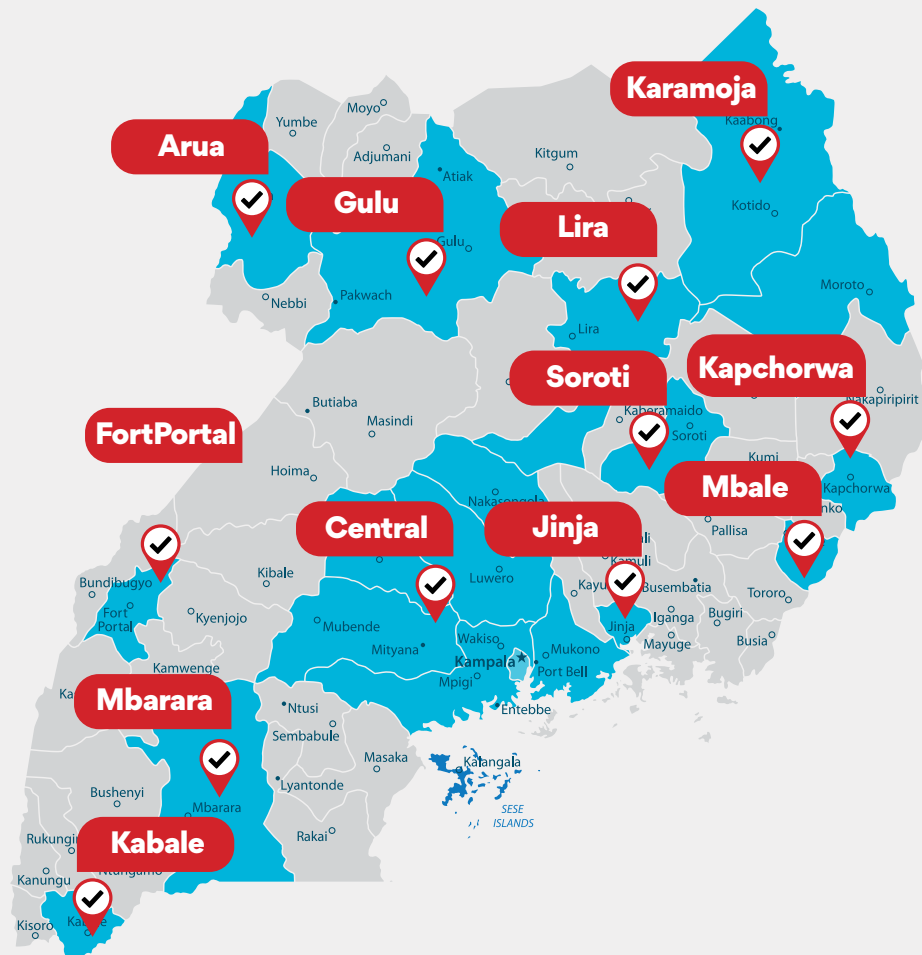 Karamoja
Kaabong
Moyo
Yumbe
Arua
Adjumani
Kitgum
Atiak
Gulu
Kotido
Lira
Gulu
Nebbi
Pakwach
Moroto
Lira
Soroti
Kapchorwa
Nakapiripirit
Butiaba
Kaberamaido
Masindi
Soroti
FortPortal
Kumi
Hoima
Mbale
Kapchorwa
Nakasongola
Central
Jinja
Pallisa
Luwero
Kamuli
Kibale
Busembatia
Bundibugyo
Tororo
Fort
Portal
Kyenjojo
Iganga
Bugiri
Mubende
Jinja
Mityana
Wakiso
Mukono
Mayuge
Busia
Kampala
Port Bell
Kamwenge
Mpigi
Mbarara
Ntusi
Entebbe
Sembabule
Masaka
Kalangala
Lyantonde
Bushenyi
Mbarara
SESE
ISLANDS
Kabale
Rakai
Kanungu
Kisoro